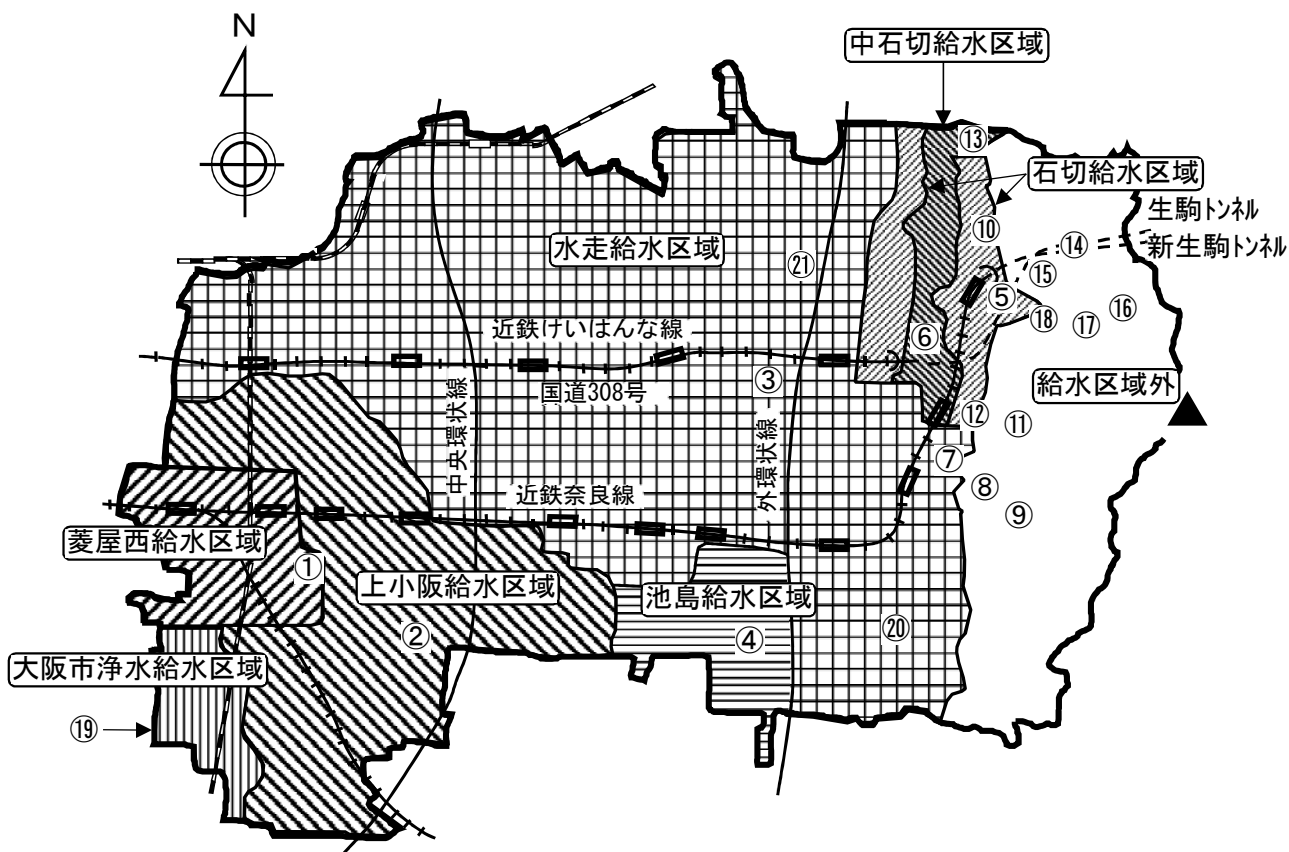 N
中石切給水区域
⑬
石切給水区域
生駒トンネル
新生駒トンネル
⑩
⑭
水走給水区域
㉑
⑮
⑤
⑯
⑱
⑰
近鉄けいはんな線
⑥
国道308号
③
給水区域外
⑫
⑪
中央環状線
外環状線
⑦
近鉄奈良線
⑧
⑨
菱屋西給水区域
①
上小阪給水区域
池島給水区域
②
④
⑳
大阪市浄水給水区域
⑲